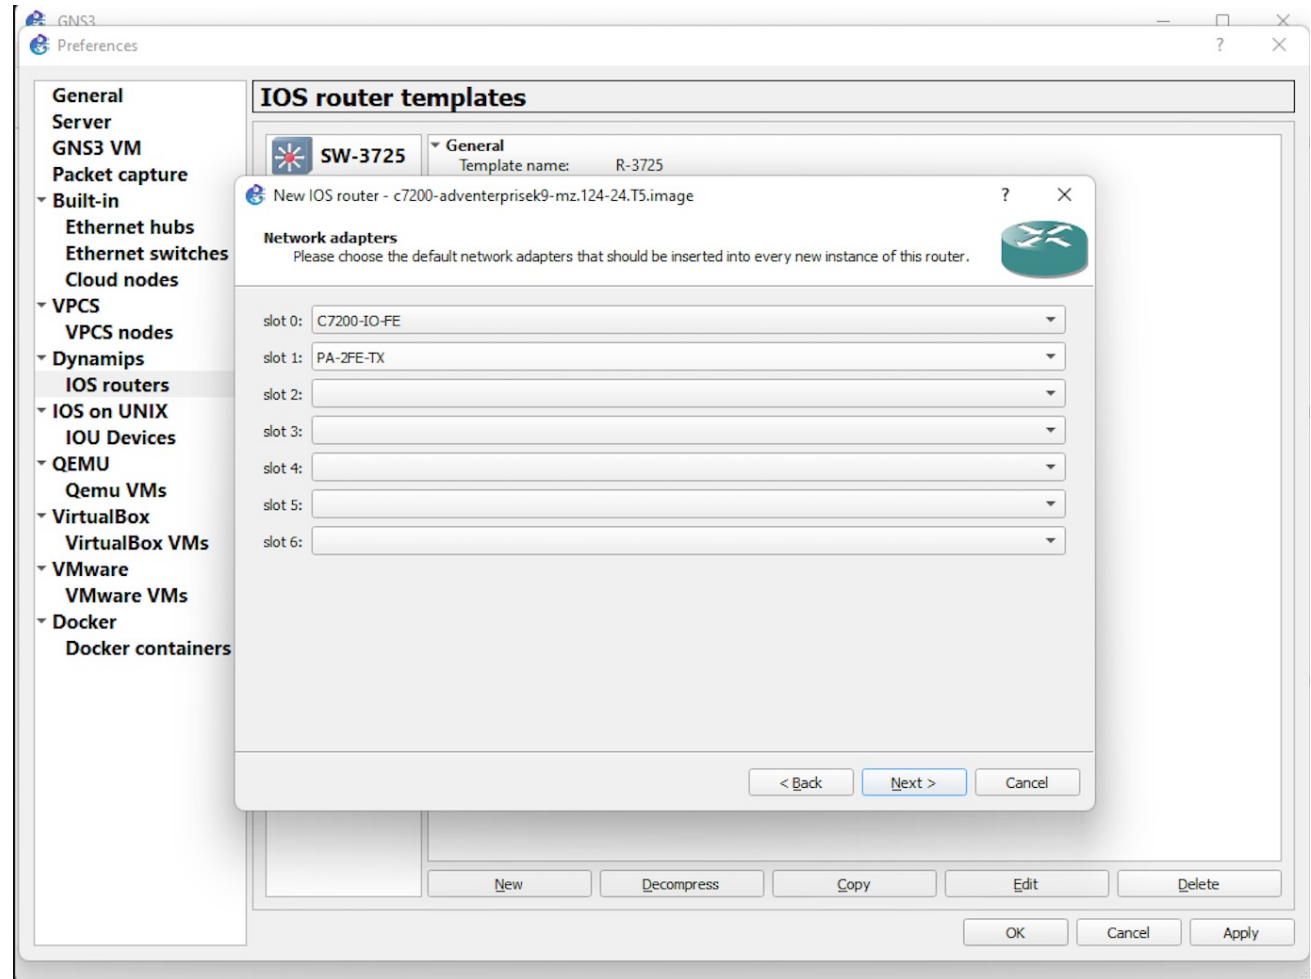 GNS3
Preferences
General
Server
GNS3 VM
Packet capture
Built-in
Ethernet hubs
Ethernet switches
Cloud nodes
VPCS
VPCS nodes
Dynamips
IOS routers
IOS on UNIX
IOU Devices
QEMU
Qemu VMs
VirtualBox
VirtualBox VMs
VMware
VMware VMs
Docker
Docker containers
IOS router templates
SW-3725
General
Template name: R-3725
New IOS router - c7200-adventerprisek9-mz.124-24.T5.image
?
Network adapters
Please choose the default network adapters that should be inserted into every new instance of this router.
slot 0: C7200-IO-FE
slot 1: PA-2FE-TX
slot 2:
slot 3:
slot 4:
slot 5:
slot 6:
< Back Next > Cancel
New Decompress Copy Edit Delete
OK Cancel Apply